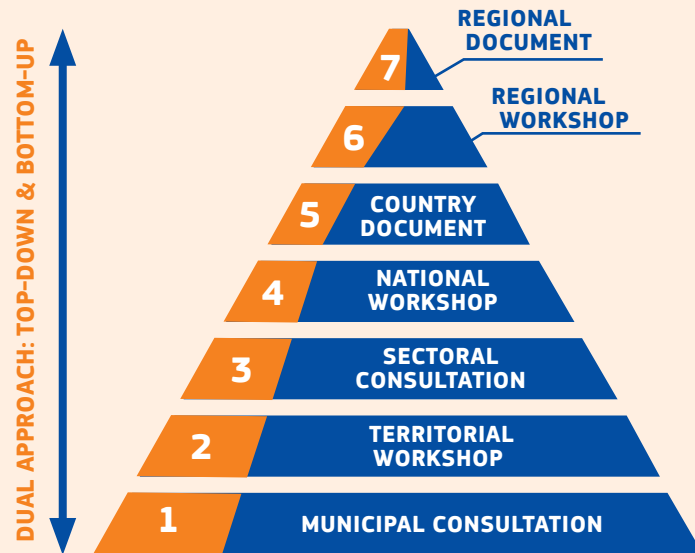 DUAL APPROACH: TOP-DOWN & BOTTOM-UP
REGIONAL
DOCUMENT
7
REGIONAL
WORKSHOP
6
5
COUNTRY
DOCUMENT
4
NATIONAL
WORKSHOP
3
SECTORAL
CONSULTATION
2
TERRITORIAL
WORKSHOP
1
MUNICIPAL CONSULTATION